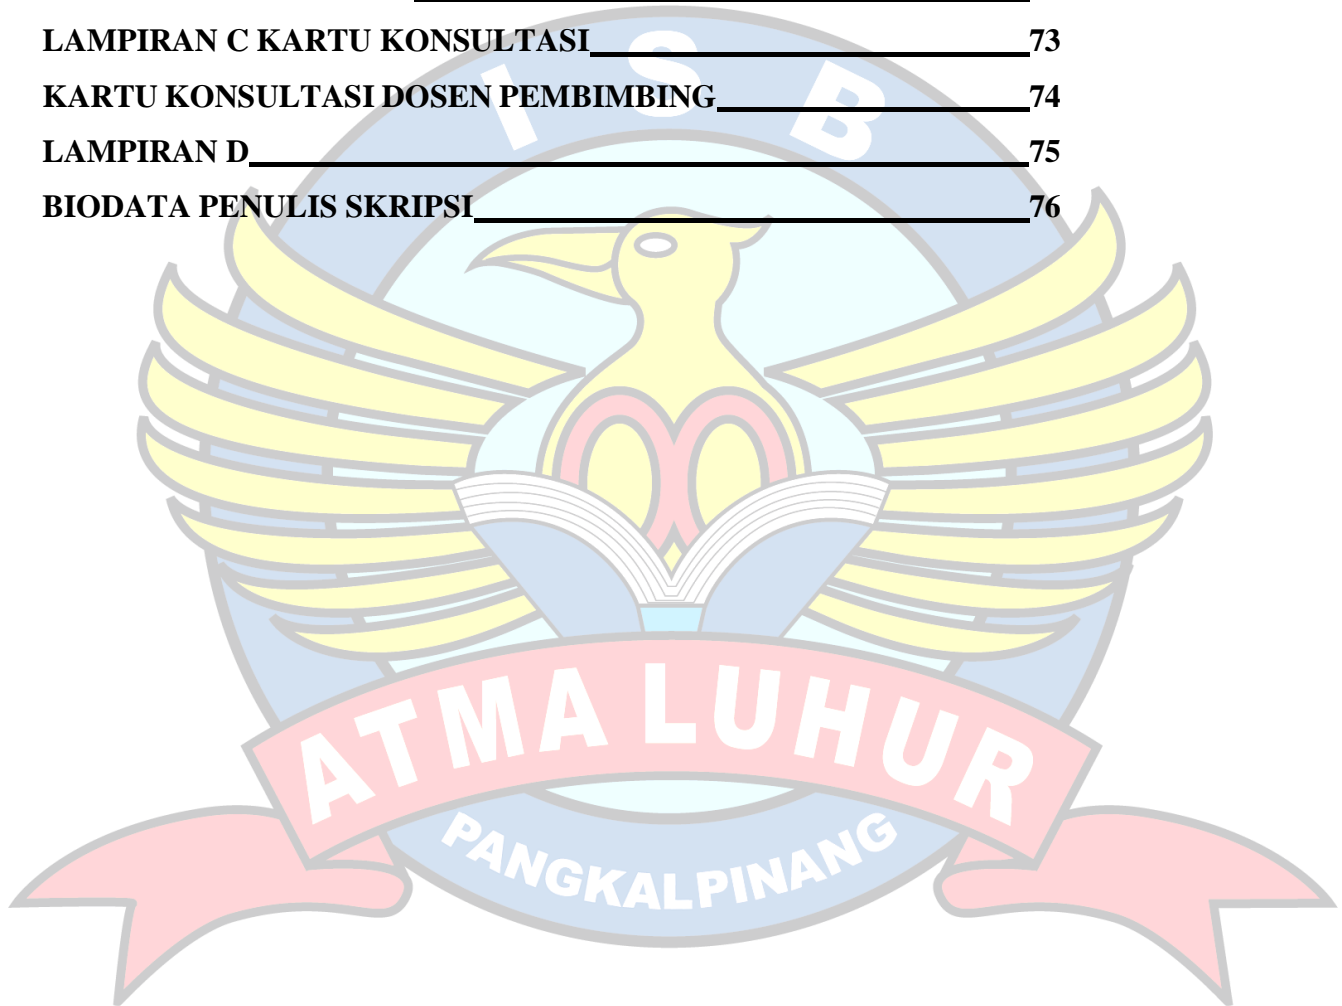 LAMPIRAN C KARTU KONSULTASI 73
KARTU KONSULTASI DOSEN PEMBIMBING 74
LAMPIRAN D 75
BIODATA PENULIS SKRIPSI 76
I S B
ATMA LUHUR
PANGKALPINANG